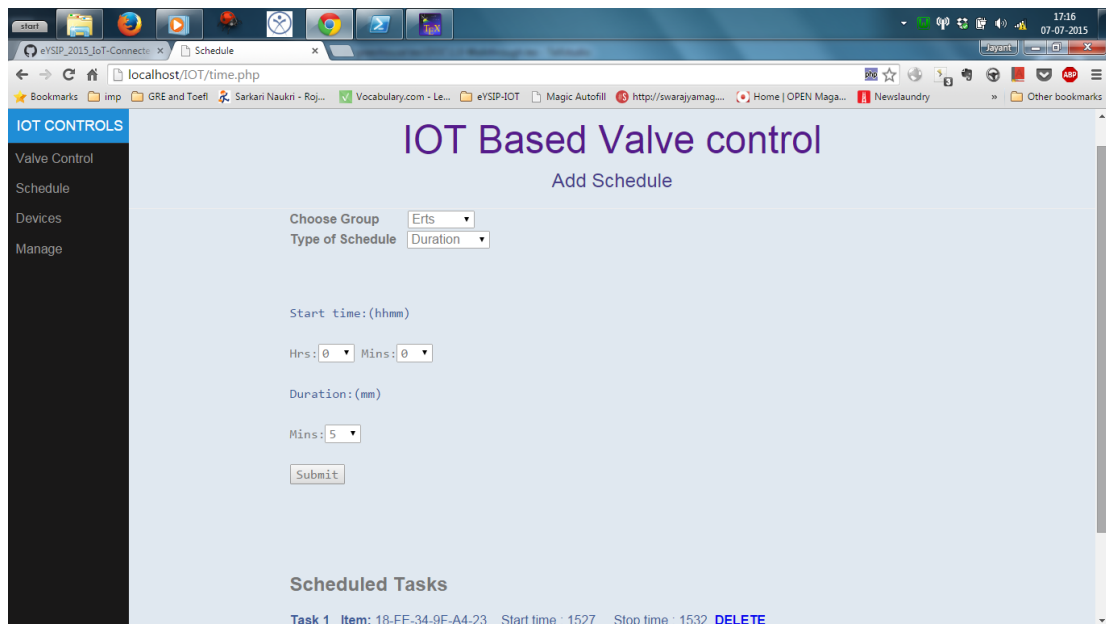 start
17:16
07-07-2015
eYSIP_2015_IoT-Connecte
Schedule
Jayant
localhost/IOT/time.php
Bookmarks imp GRE and Toefl Sarkari Naukri - Roj... Vocabulary.com - Le... eYSIP-IOT Magic Autofill http://swarajyamag.... Home | OPEN Maga... Newslaundry » Other bookmarks
IOT CONTROLS
Valve Control
Schedule
Devices
Manage
IOT Based Valve control
Add Schedule
Choose Group Erts
Type of Schedule Duration
Start time:(hhmm)
Hrs: 0 Mins: 0
Duration:(mm)
Mins: 5
Submit
Scheduled Tasks
Task 1 Item: 18-FE-34-9F-A4-23 Start time : 1527 Stop time : 1532 DELETE